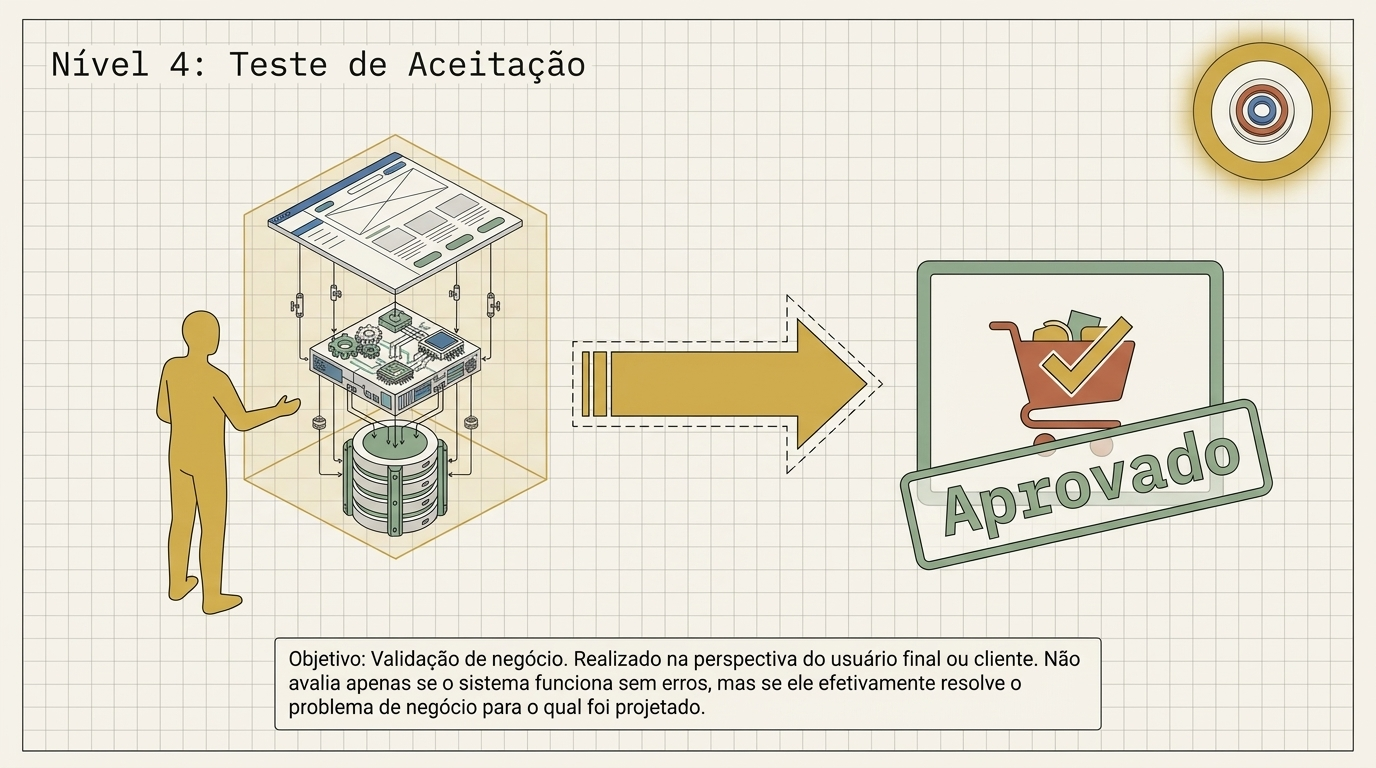 Nível 4: Teste de Aceitação
Aprovado
Objetivo: Validação de negócio. Realizado na perspectiva do usuário final ou cliente. Não
avalia apenas se o sistema funciona sem erros, mas se ele efetivamente resolve o
problema de negócio para o qual foi projetado.